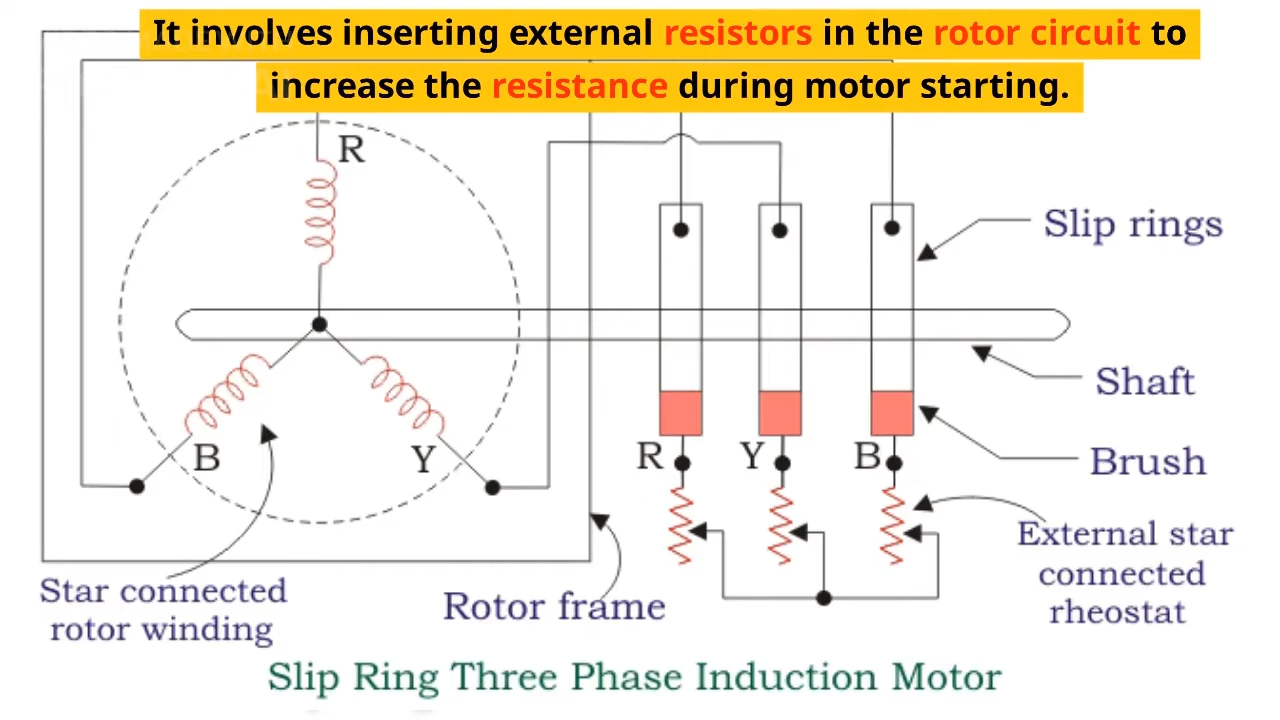 It involves inserting external resistors in the rotor circuit to
increase the resistance during motor starting.
R
Slip rings
Shaft
B
Y
R
Y
B
Brush
External star
connected
rheostat
Star connected
rotor winding
Rotor frame
Slip Ring Three Phase Induction Motor